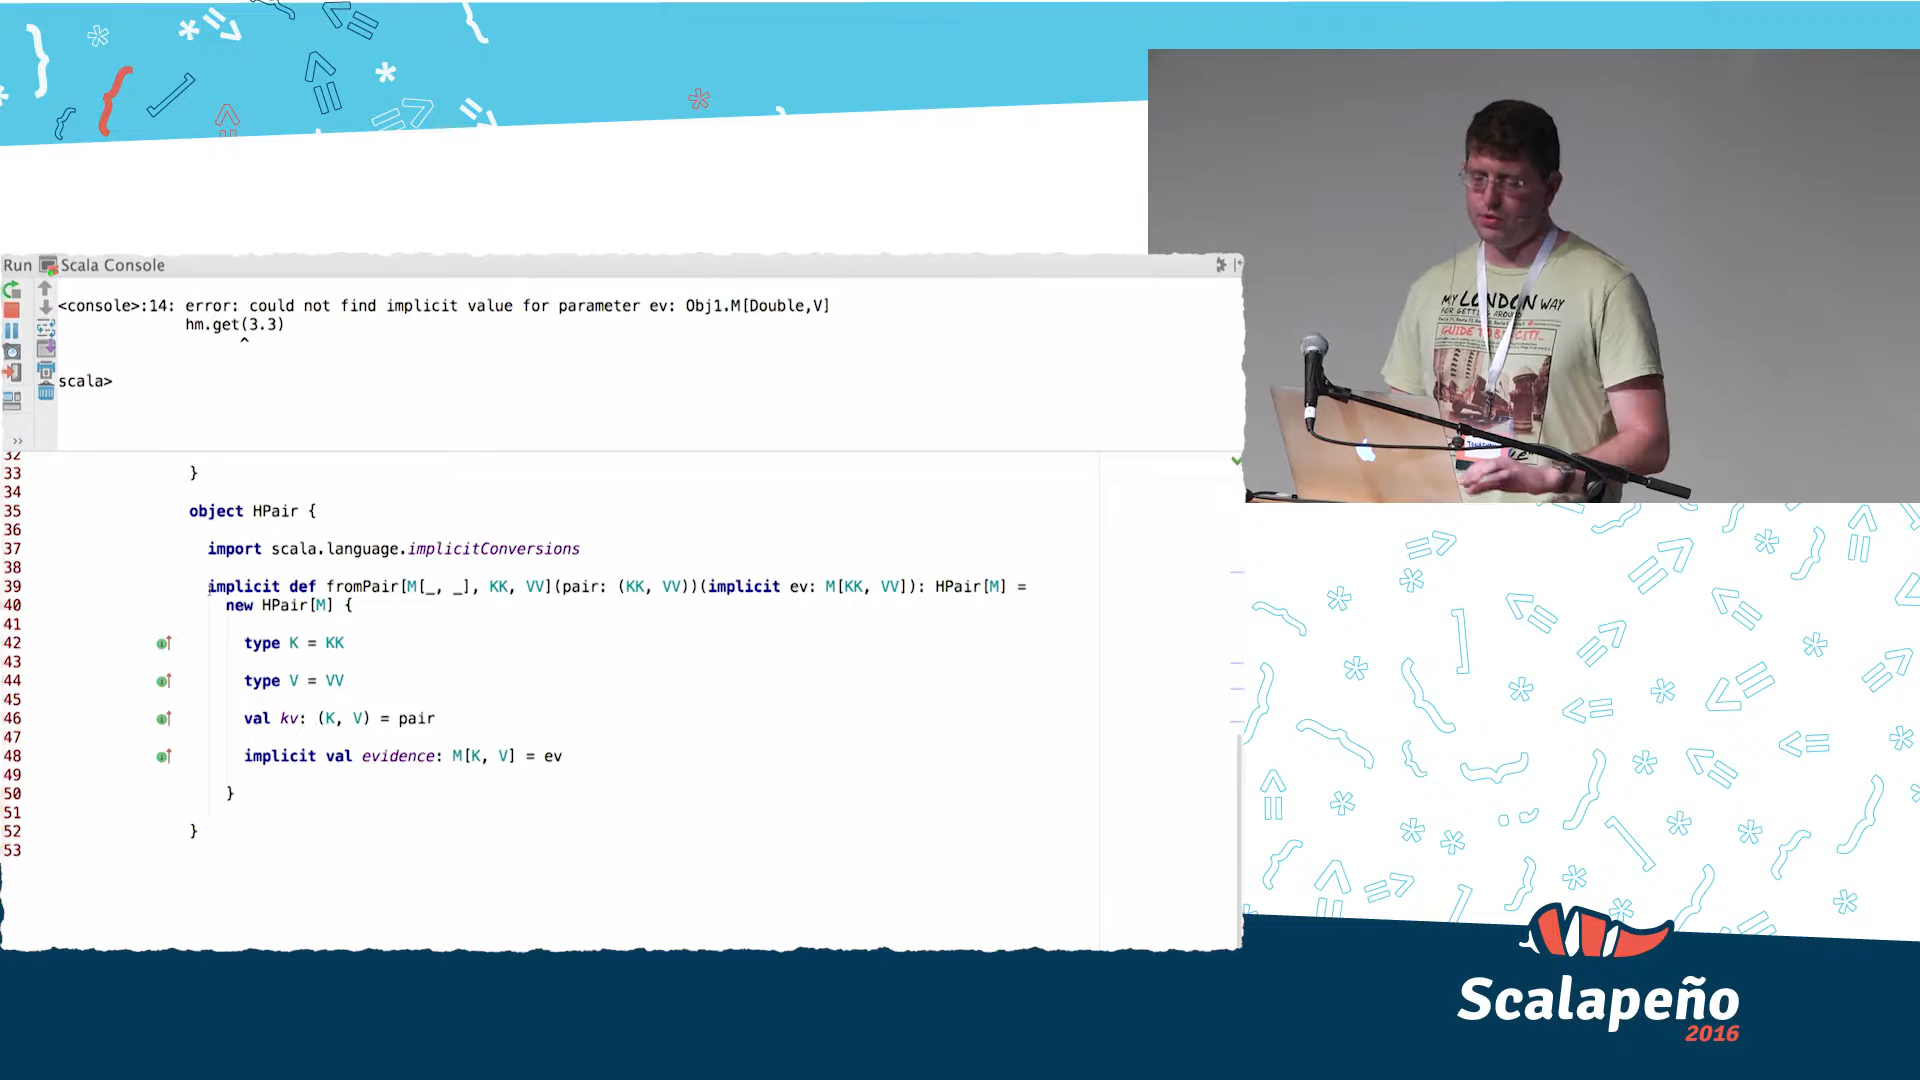 Run Scala Console
<console>:14: error: could not find implicit value for parameter ev: Obj1.M[Double,V]
hm.get(3.3)
^
scala>
32
33 }
34
35 object HPair {
36
37 import scala.language.implicitConversions
38
39 implicit def fromPair[M[_, _], KK, VV](pair: (KK, VV))(implicit ev: M[KK, VV]): HPair[M] =
40 new HPair[M] {
41
42 type K = KK
43
44 type V = VV
45
46 val kv: (K, V) = pair
47
48 implicit val evidence: M[K, V] = ev
49
50 }
51
52 }
53
MY LONDON WAY
FOR GETTING AROUND
Scalapeño
2016